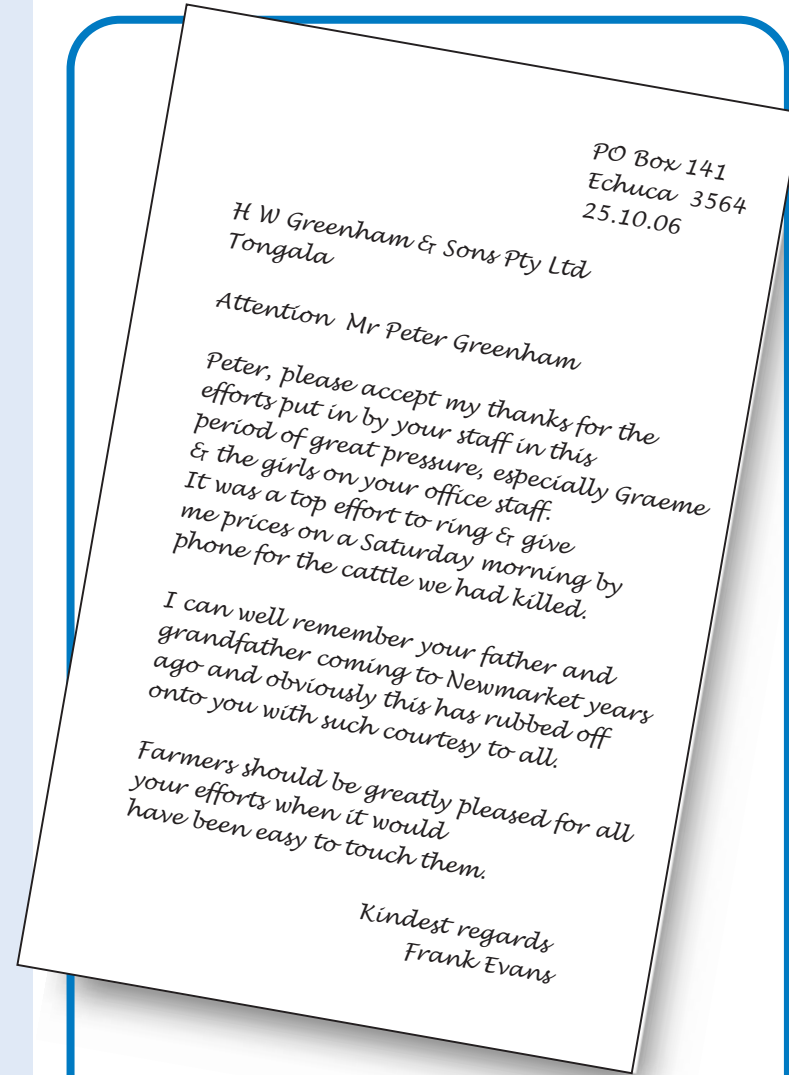 PO Box 141
Echuca 3564
25.10.06
H W Greenham & Sons Pty Ltd
Tongala
Attention Mr Peter Greenham
Peter, please accept my thanks for the
efforts put in by your staff in this
period of great pressure, especially Graeme
& the girls on your office staff.
It was a top effort to ring & give
me prices on a Saturday morning by
phone for the cattle we had killed.
I can well remember your father and
grandfather coming to Newmarket years
ago and obviously this has rubbed off
onto you with such courtesy to all.
Farmers should be greatly pleased for all
your efforts when it would
have been easy to touch them.
Kindest regards
Frank Evans